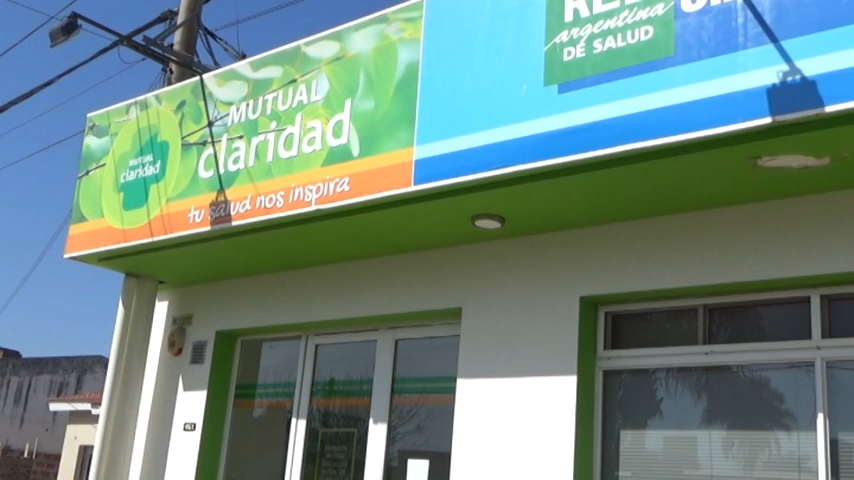 MUTUAL
claridad
MUTUAL
claridad
tu salud nos inspira
argentina
DE SALUD